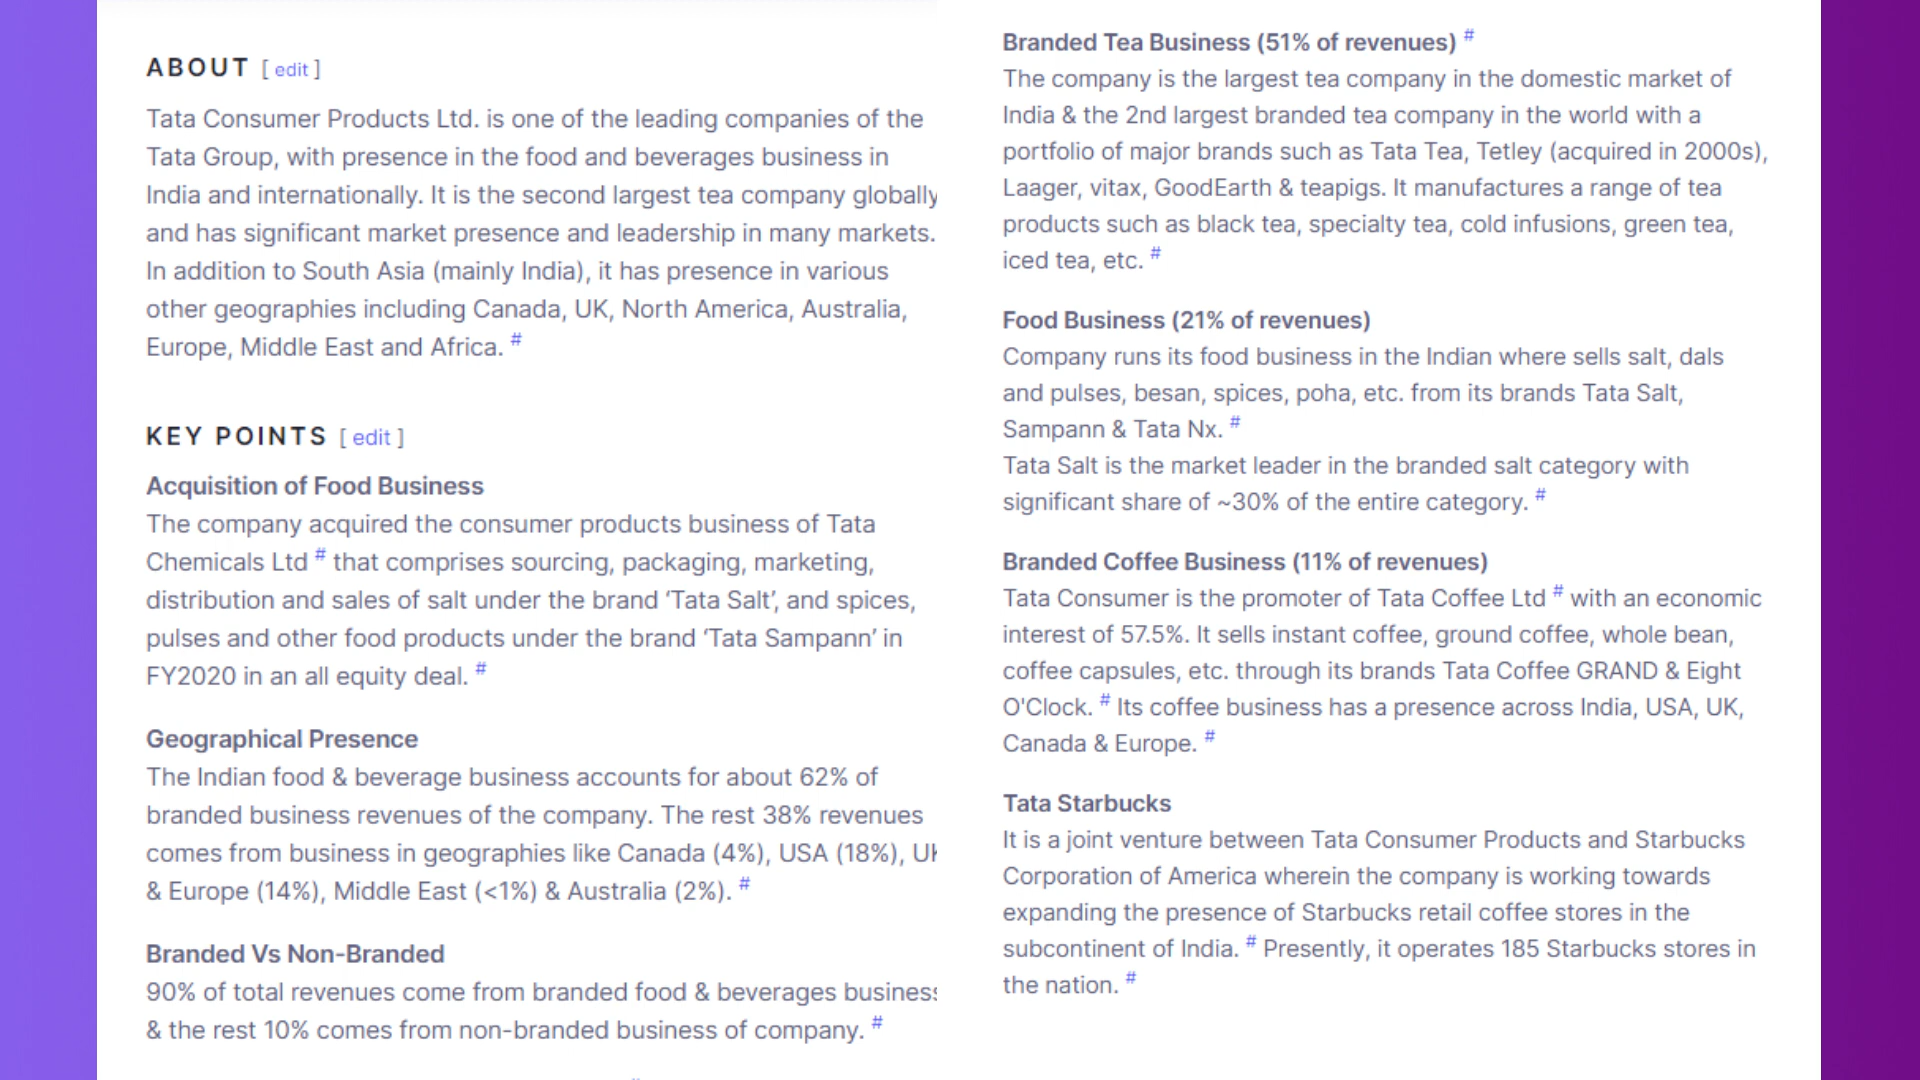 ABOUT [ edit ]
Tata Consumer Products Ltd. is one of the leading companies of the
Tata Group, with presence in the food and beverages business in
India and internationally. It is the second largest tea company globally
and has significant market presence and leadership in many markets.
In addition to South Asia (mainly India), it has presence in various
other geographies including Canada, UK, North America, Australia,
Europe, Middle East and Africa. #
KEY POINTS [ edit ]
Acquisition of Food Business
The company acquired the consumer products business of Tata
Chemicals Ltd # that comprises sourcing, packaging, marketing,
distribution and sales of salt under the brand ‘Tata Salt’, and spices,
pulses and other food products under the brand ‘Tata Sampann’ in
FY2020 in an all equity deal. #
Geographical Presence
The Indian food & beverage business accounts for about 62% of
branded business revenues of the company. The rest 38% revenues
comes from business in geographies like Canada (4%), USA (18%), UK
& Europe (14%), Middle East (<1%) & Australia (2%). #
Branded Vs Non-Branded
90% of total revenues come from branded food & beverages business
& the rest 10% comes from non-branded business of company. #
Branded Tea Business (51% of revenues) #
The company is the largest tea company in the domestic market of
India & the 2nd largest branded tea company in the world with a
portfolio of major brands such as Tata Tea, Tetley (acquired in 2000s),
Laager, vitax, GoodEarth & teapigs. It manufactures a range of tea
products such as black tea, specialty tea, cold infusions, green tea,
iced tea, etc. #
Food Business (21% of revenues)
Company runs its food business in the Indian where sells salt, dals
and pulses, besan, spices, poha, etc. from its brands Tata Salt,
Sampann & Tata Nx. #
Tata Salt is the market leader in the branded salt category with
significant share of ~30% of the entire category. #
Branded Coffee Business (11% of revenues)
Tata Consumer is the promoter of Tata Coffee Ltd # with an economic
interest of 57.5%. It sells instant coffee, ground coffee, whole bean,
coffee capsules, etc. through its brands Tata Coffee GRAND & Eight
O'Clock. # Its coffee business has a presence across India, USA, UK,
Canada & Europe. #
Tata Starbucks
It is a joint venture between Tata Consumer Products and Starbucks
Corporation of America wherein the company is working towards
expanding the presence of Starbucks retail coffee stores in the
subcontinent of India. # Presently, it operates 185 Starbucks stores in
the nation. #